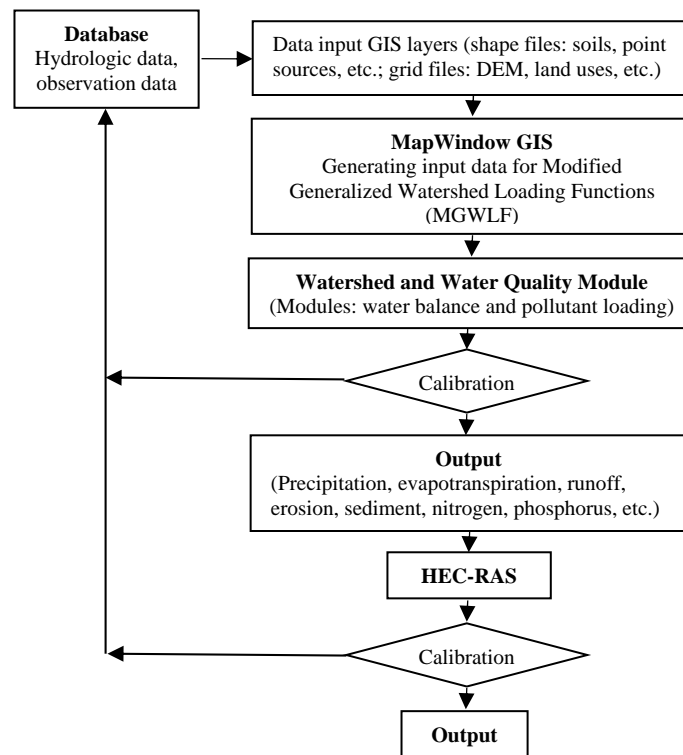 Database
Hydrologic data,
observation data
Data input GIS layers (shape files: soils, point
sources, etc.; grid files: DEM, land uses, etc.)
MapWindow GIS
Generating input data for Modified
Generalized Watershed Loading Functions
(MGWLF)
Watershed and Water Quality Module
(Modules: water balance and pollutant loading)
Calibration
Output
(Precipitation, evapotranspiration, runoff,
erosion, sediment, nitrogen, phosphorus, etc.)
HEC-RAS
Calibration
Output